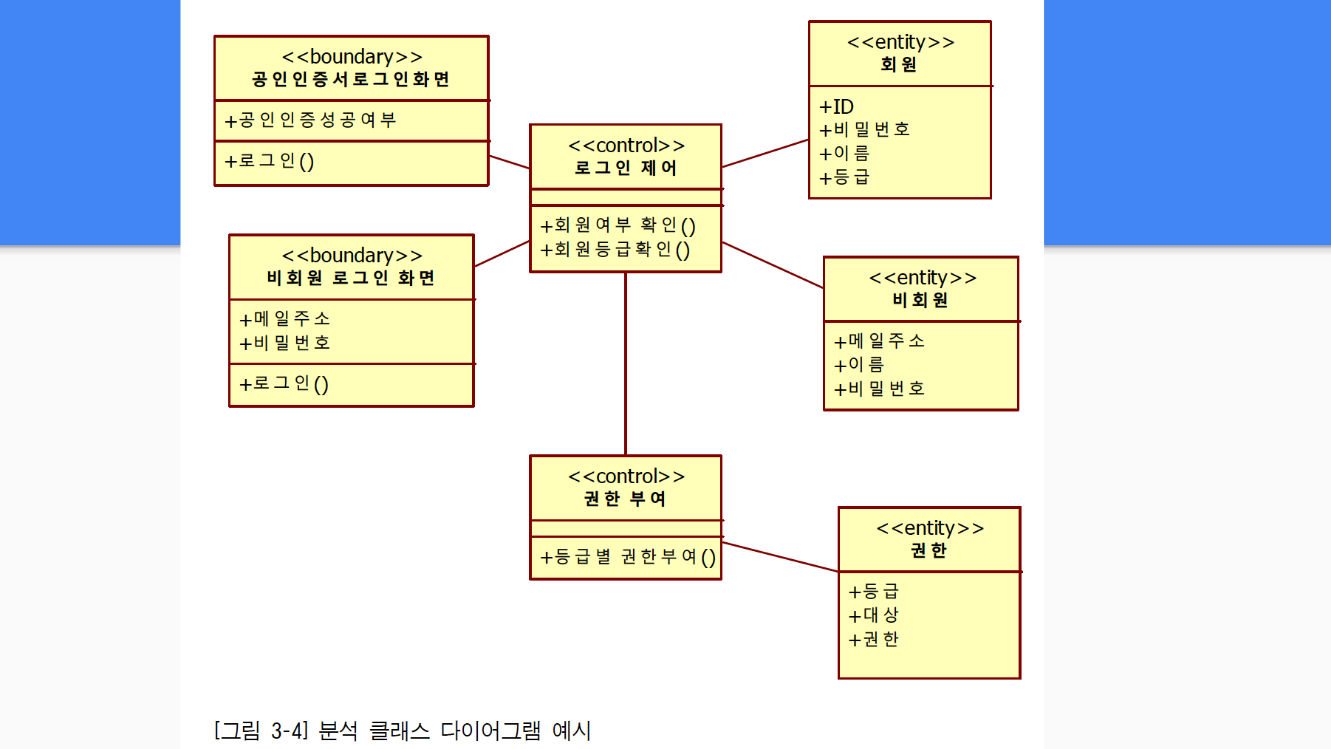 <<boundary>>
공인인증서로그인화면
+공인인증성공여부
+로그인()
<<boundary>>
비회원 로그인 화면
+메일주소
+비밀번호
+로그인()
<<control>>
로그인 제어
+회원여부 확인()
+회원등급확인()
<<control>>
권한 부여
+등급별 권한부여()
<<entity>>
회원
+ID
+비밀번호
+이름
+등급
<<entity>>
비회원
+메일주소
+이름
+비밀번호
<<entity>>
권한
+등급
+대상
+권한
[그림 3-4] 분석 클래스 다이어그램 예시